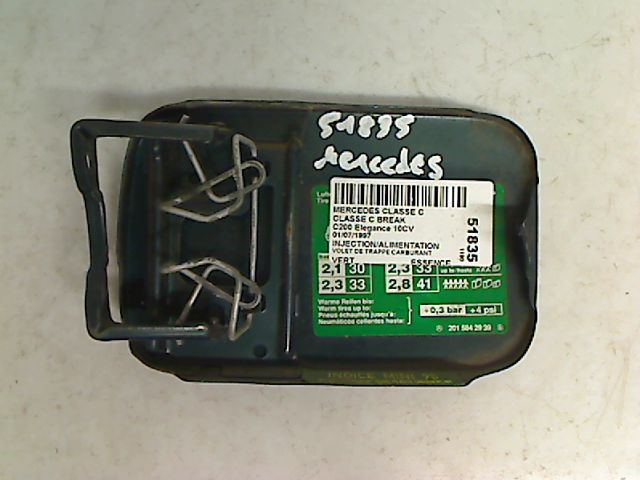 51835
Mercedes
MERCEDES CLASSE C
CLASSE C BREAK
C200 Elegance 10CV
01/07/1997
INJECTION/ALIMENTATION
VOLET DE TRAPPE CARBURANT
VERT ESSENCE
51835
2,1 30 2,3 33
2,3 33 2,8 41
Warme Reifen bis:
Warm tires up to:
Pneus échauffés jusqu'à:
Neumáticos calientes hasta:
+0,3 bar +4 psi
201 584 29 39